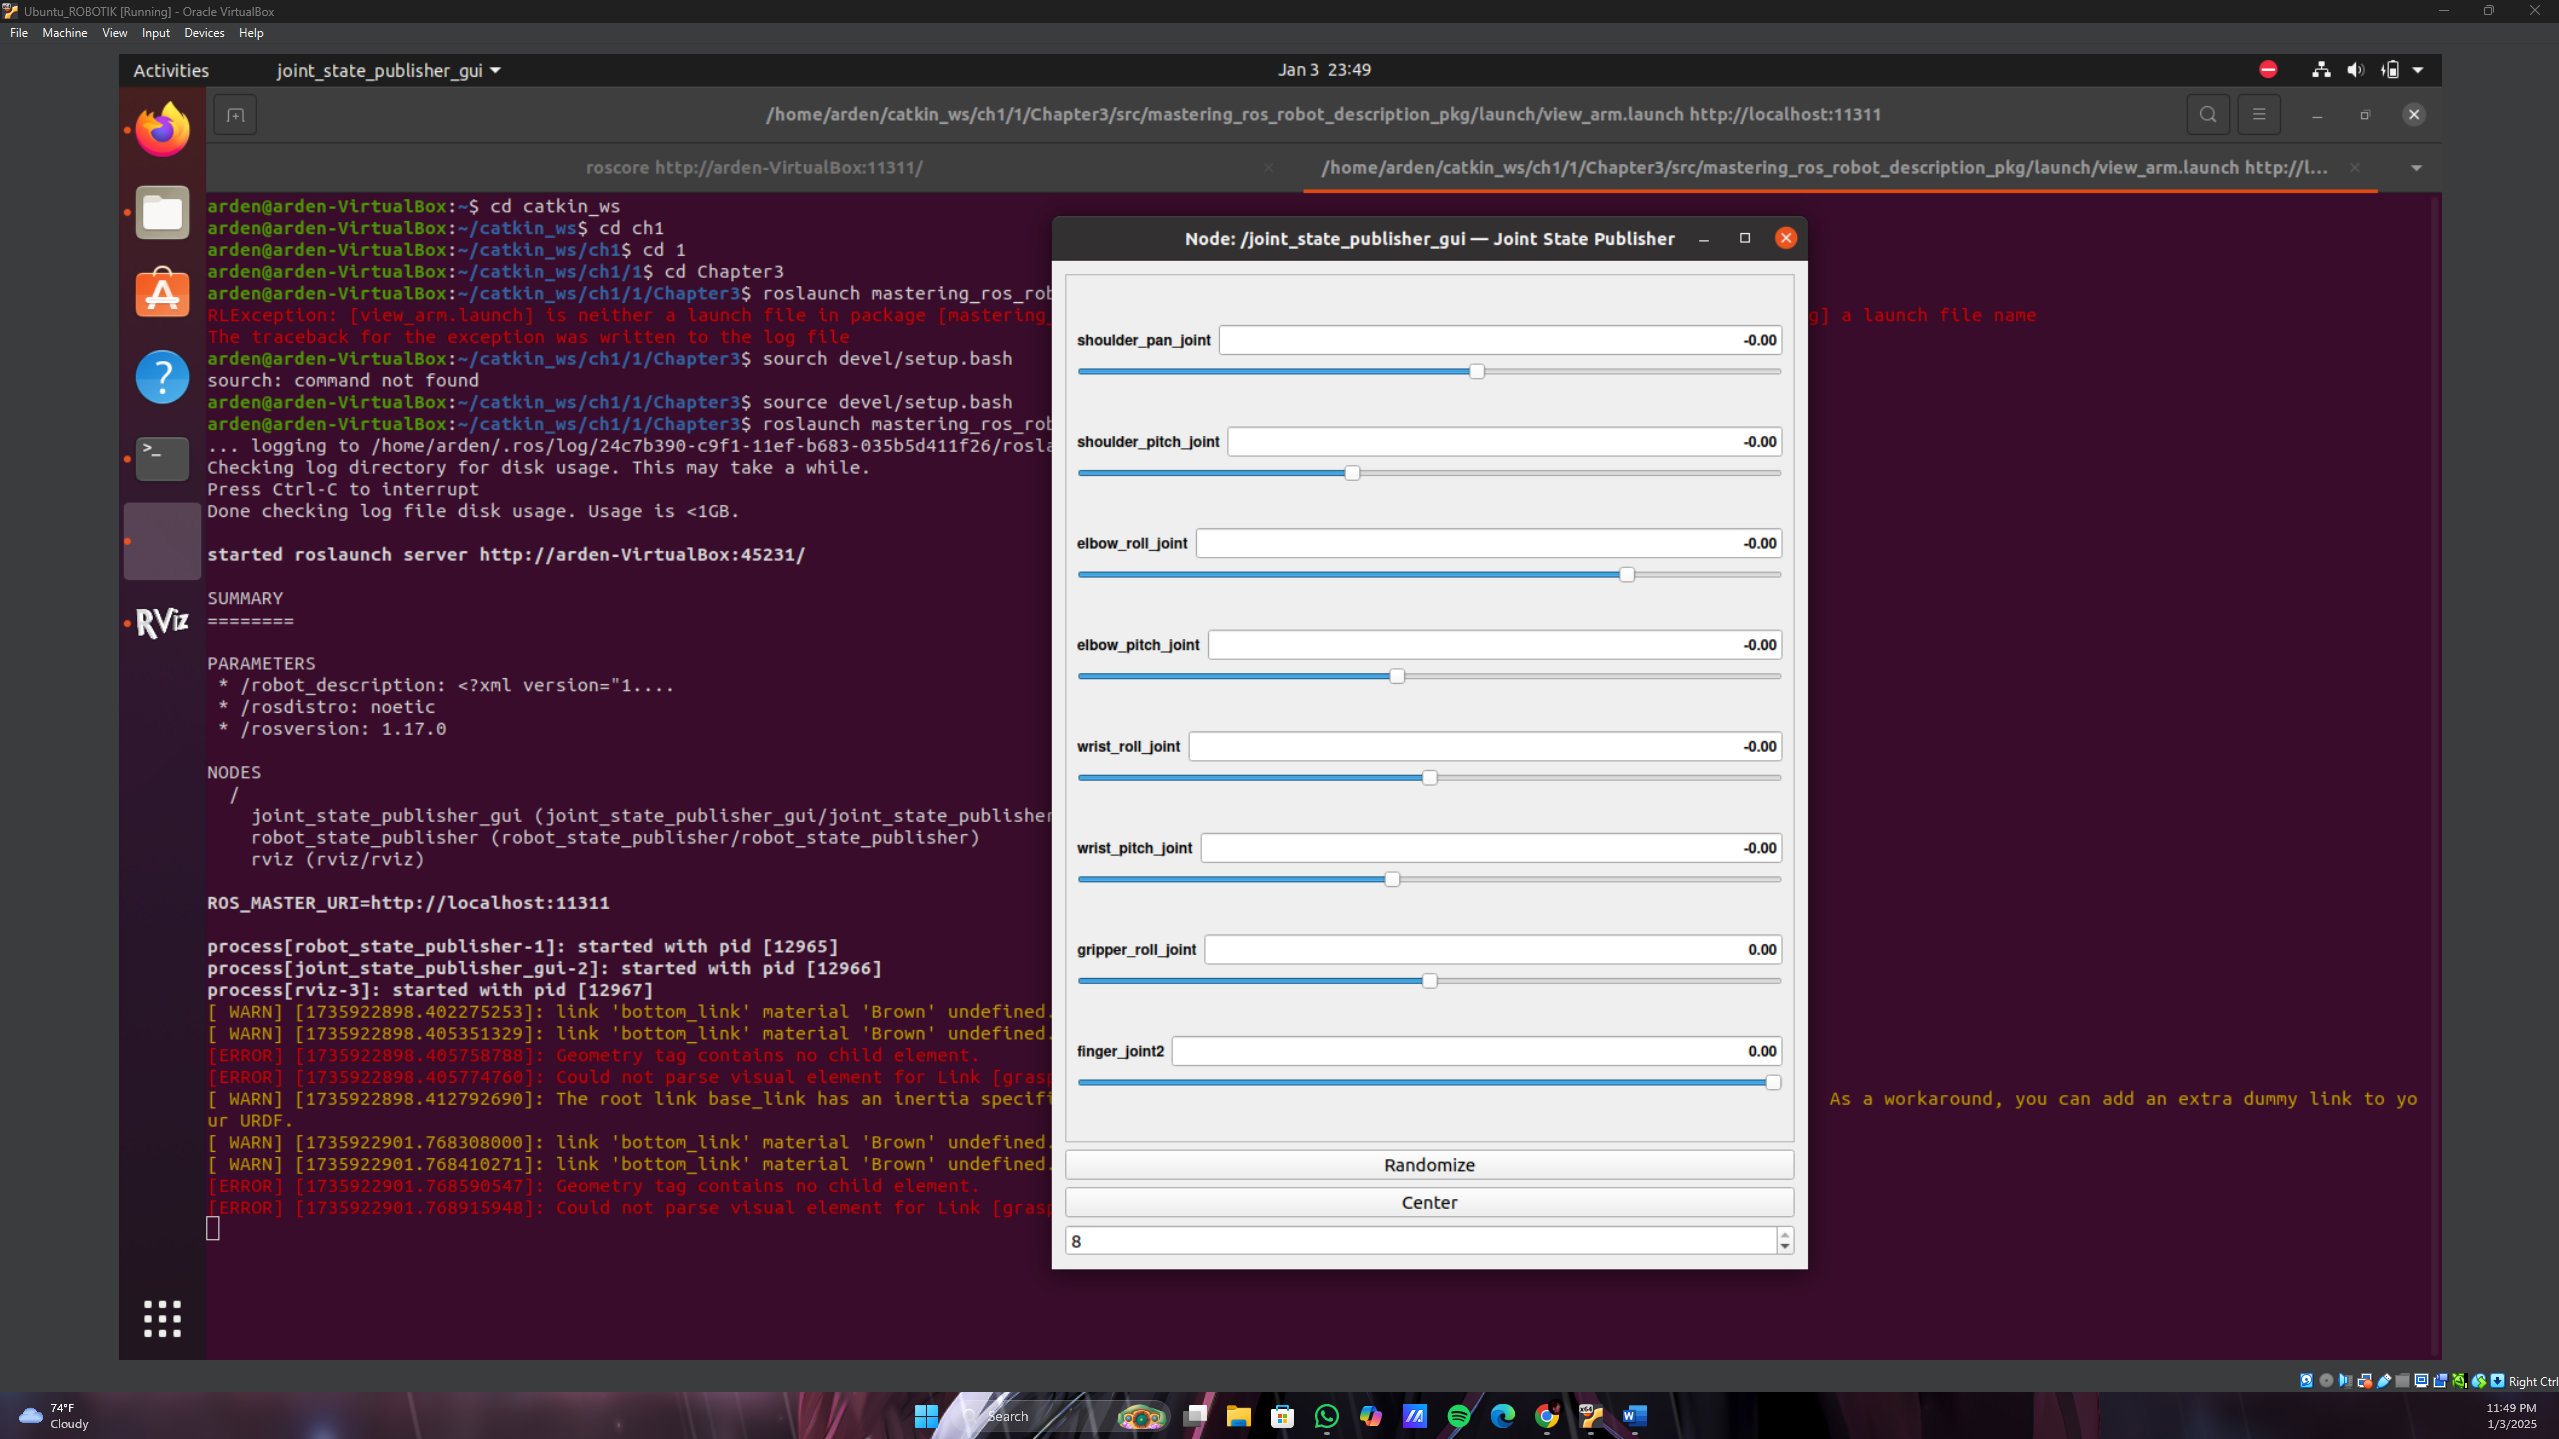 Ubuntu_ROBOTIK [Running] - Oracle VirtualBox
File Machine View Input Devices Help
Activities joint_state_publisher_gui Jan 3 23:49
/home/arden/catkin_ws/ch1/1/Chapter3/src/mastering_ros_robot_description_pkg/launch/view_arm.launch http://localhost:11311
roscore http://arden-VirtualBox:11311/
/home/arden/catkin_ws/ch1/1/Chapter3/src/mastering_ros_robot_description_pkg/launch/view_arm.launch http://l...
arden@arden-VirtualBox:~$ cd catkin_ws
arden@arden-VirtualBox:~/catkin_ws$ cd ch1
arden@arden-VirtualBox:~/catkin_ws/ch1$ cd 1
arden@arden-VirtualBox:~/catkin_ws/ch1/1$ cd Chapter3
arden@arden-VirtualBox:~/catkin_ws/ch1/1/Chapter3$ roslaunch mastering_ros_rob
RLException: [view_arm.launch] is neither a launch file in package [mastering_ g] a launch file name
The traceback for the exception was written to the log file
arden@arden-VirtualBox:~/catkin_ws/ch1/1/Chapter3$ sourch devel/setup.bash
sourch: command not found
arden@arden-VirtualBox:~/catkin_ws/ch1/1/Chapter3$ source devel/setup.bash
arden@arden-VirtualBox:~/catkin_ws/ch1/1/Chapter3$ roslaunch mastering_ros_rob
... logging to /home/arden/.ros/log/24c7b390-c9f1-11ef-b683-035b5d411f26/rosla
Checking log directory for disk usage. This may take a while.
Press Ctrl-C to interrupt
Done checking log file disk usage. Usage is <1GB.
started roslaunch server http://arden-VirtualBox:45231/
SUMMARY
========
PARAMETERS
* /robot_description: <?xml version="1....
* /rosdistro: noetic
* /rosversion: 1.17.0
NODES
/
joint_state_publisher_gui (joint_state_publisher_gui/joint_state_publisher
robot_state_publisher (robot_state_publisher/robot_state_publisher)
rviz (rviz/rviz)
ROS_MASTER_URI=http://localhost:11311
process[robot_state_publisher-1]: started with pid [12965]
process[joint_state_publisher_gui-2]: started with pid [12966]
process[rviz-3]: started with pid [12967]
[ WARN] [1735922898.402275253]: link 'bottom_link' material 'Brown' undefined.
[ WARN] [1735922898.405351329]: link 'bottom_link' material 'Brown' undefined.
[ERROR] [1735922898.405758788]: Geometry tag contains no child element.
[ERROR] [1735922898.405774760]: Could not parse visual element for Link [grasp
[ WARN] [1735922898.412792690]: The root link base_link has an inertia specifi As a workaround, you can add an extra dummy link to yo
ur URDF.
[ WARN] [1735922901.768308000]: link 'bottom_link' material 'Brown' undefined.
[ WARN] [1735922901.768410271]: link 'bottom_link' material 'Brown' undefined.
[ERROR] [1735922901.768590547]: Geometry tag contains no child element.
[ERROR] [1735922901.768915948]: Could not parse visual element for Link [grasp
RViz
Node: /joint_state_publisher_gui — Joint State Publisher
shoulder_pan_joint -0.00
shoulder_pitch_joint -0.00
elbow_roll_joint -0.00
elbow_pitch_joint -0.00
wrist_roll_joint -0.00
wrist_pitch_joint -0.00
gripper_roll_joint 0.00
finger_joint2 0.00
Randomize
Center
8
Right Ctrl
74°F
Cloudy
Search
11:49 PM
1/3/2025